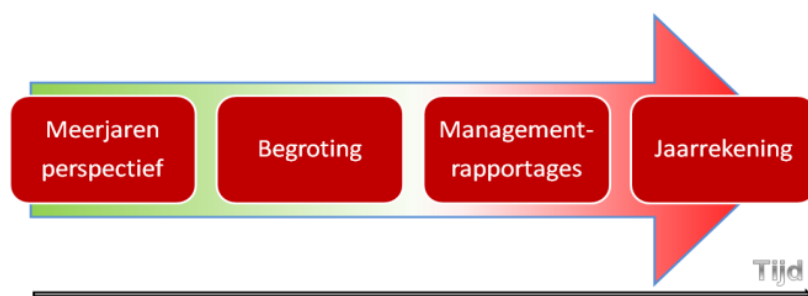 Meerjaren
perspectief
Begroting
Management-
rapportages
Jaarrekening
Tijd